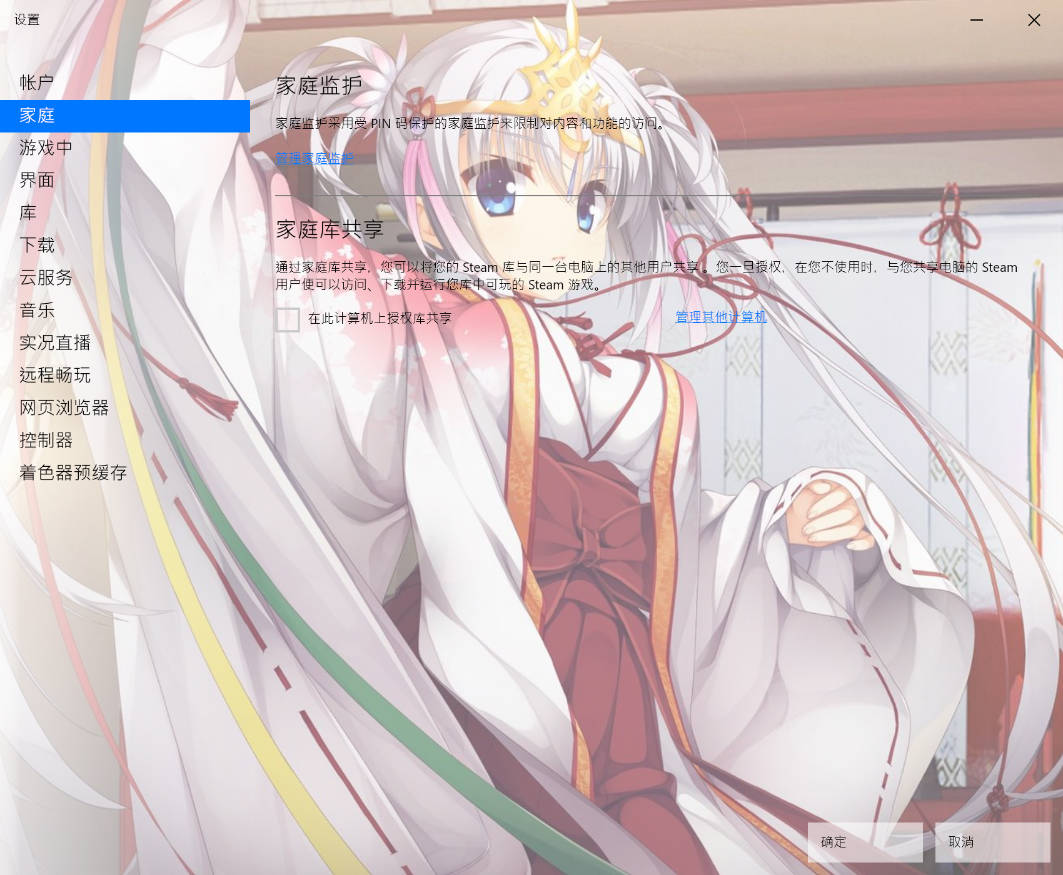 设置
帐户
家庭
游戏中
界面
库
下载
云服务
音乐
实况直播
远程畅玩
网页浏览器
控制器
着色器预缓存
家庭监护
家庭监护采用受 PIN 码保护的家庭监护来限制对内容和功能的访问。
管理家庭监护
家庭库共享
通过家庭库共享，您可以将您的 Steam 库与同一台电脑上的其他用户共享 。您一旦授权，在您不使用时，与您共享电脑的 Steam
用户便可以访问、下载并运行您库中可玩的 Steam 游戏。
在此计算机上授权库共享
管理其他计算机
确定
取消